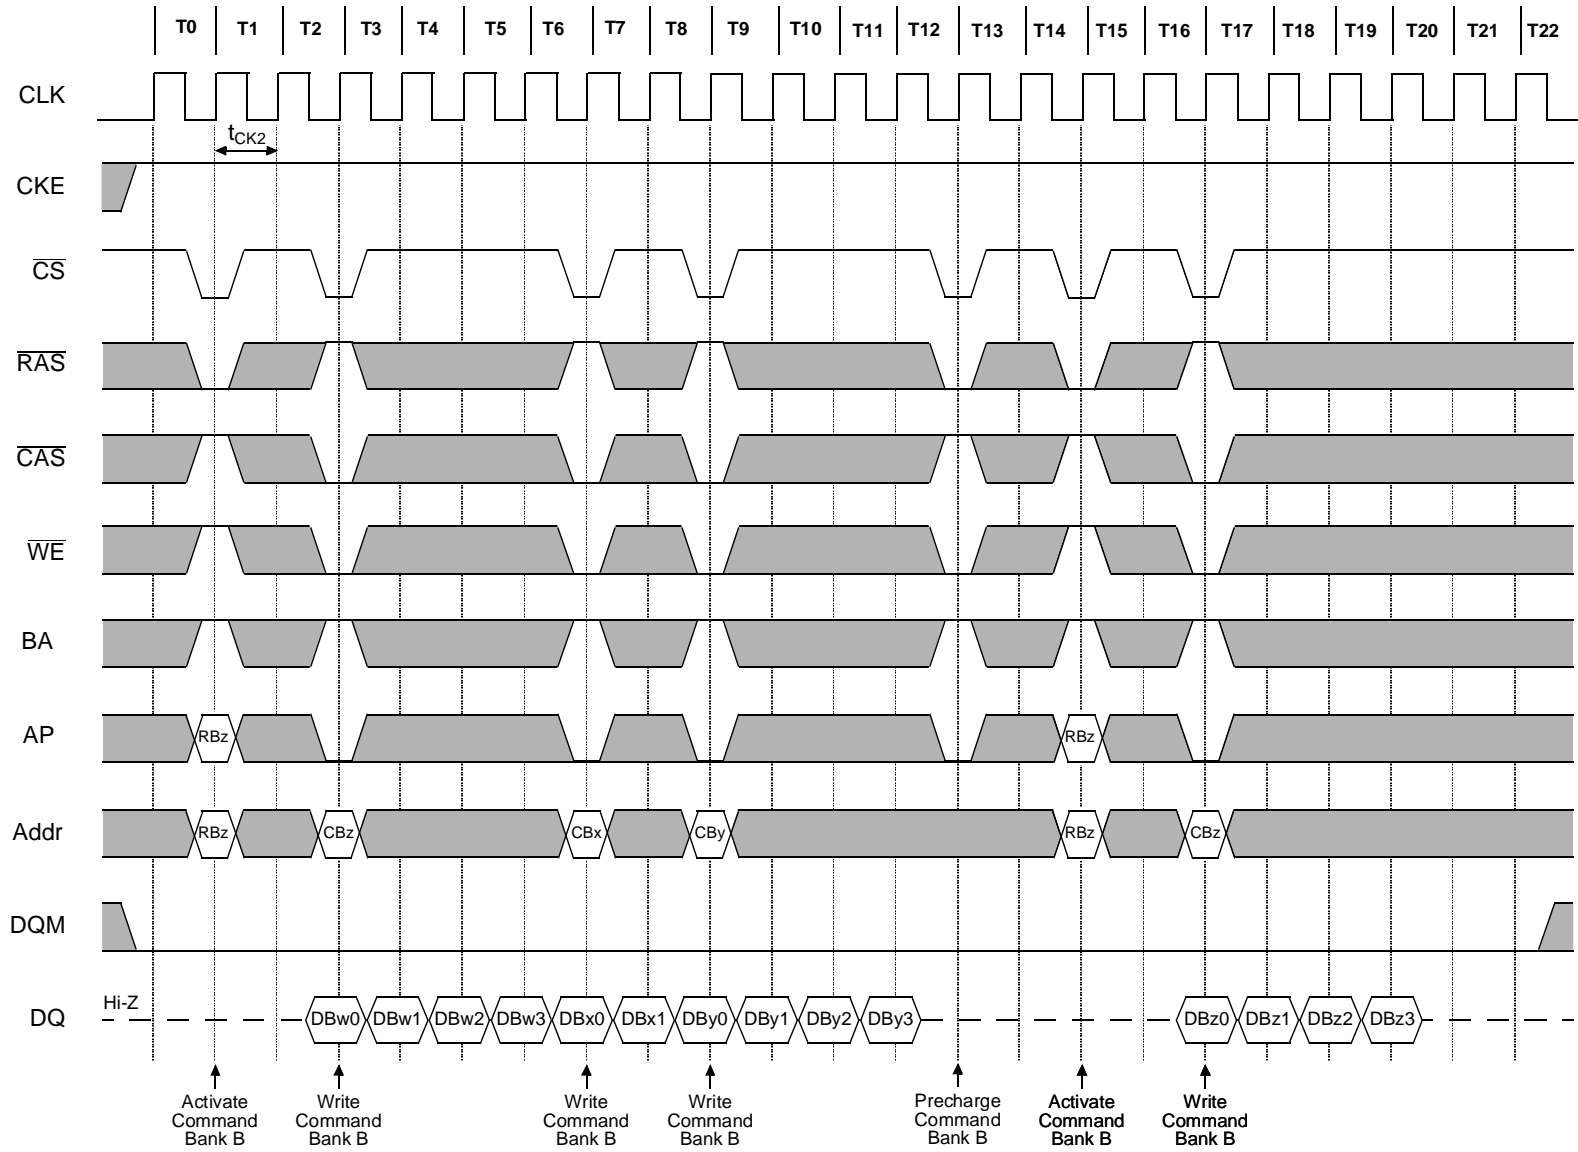 T0 T1 T2 T3 T4 T5 T6 T7 T8 T9 T10 T11 T12 T13 T14 T15 T16 T17 T18 T19 T20 T21 T22
CLK
tCK2
CKE
CS
RAS
CAS
WE
BA
AP RBz RBz
Addr RBz CBz CBx CBy RBz CBz
DQM
Hi-Z
DQ DBw0 DBw1 DBw2 DBw3 DBx0 DBx1 DBy0 DBy1 DBy2 DBy3 DBz0 DBz1 DBz2 DBz3
Activate Command Bank B
Write Command Bank B
Write Command Bank B
Write Command Bank B
Precharge Command Bank B
Activate Command Bank B
Write Command Bank B